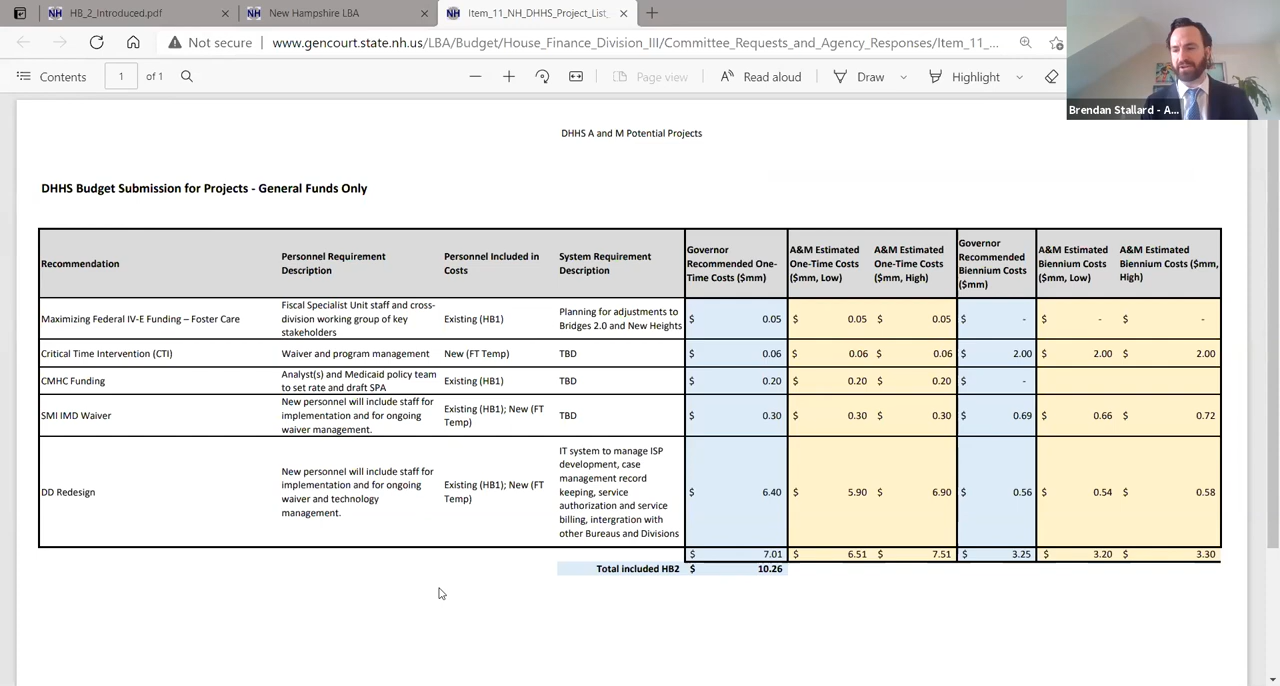 HB_2_Introduced.pdf
New Hampshire LBA
Item_11_NH_DHHS_Project_List_
Not secure | www.gencourt.state.nh.us/LBA/Budget/House_Finance_Division_III/Committee_Requests_and_Agency_Responses/Item_11_...
Contents 1 of 1 Page view Read aloud Draw Highlight
Brendan Stallard - A...
DHHS A and M Potential Projects
DHHS Budget Submission for Projects - General Funds Only
Recommendation
Personnel Requirement
Description
Personnel Included in
Costs
System Requirement
Description
Governor
Recommended One-
Time Costs ($mm)
A&M Estimated
One-Time Costs
($mm, Low)
A&M Estimated
One-Time Costs
($mm, High)
Governor
Recommended
Biennium Costs
($mm)
A&M Estimated
Biennium Costs
($mm, Low)
A&M Estimated
Biennium Costs ($mm,
High)
Maximizing Federal IV-E Funding – Foster Care
Fiscal Specialist Unit staff and cross-
division working group of key
stakeholders
Existing (HB1)
Planning for adjustments to
Bridges 2.0 and New Heights
$ 0.05 $ 0.05 $ 0.05 $ - $ - $ -
Critical Time Intervention (CTI)
Waiver and program management
New (FT Temp)
TBD
$ 0.06 $ 0.06 $ 0.06 $ 2.00 $ 2.00 $ 2.00
CMHC Funding
Analyst(s) and Medicaid policy team
to set rate and draft SPA
Existing (HB1)
TBD
$ 0.20 $ 0.20 $ 0.20 $ -
SMI IMD Waiver
New personnel will include staff for
implementation and for ongoing
waiver management.
Existing (HB1); New (FT
Temp)
TBD
$ 0.30 $ 0.30 $ 0.30 $ 0.69 $ 0.66 $ 0.72
DD Redesign
New personnel will include staff for
implementation and for ongoing
waiver and technology
management.
Existing (HB1); New (FT
Temp)
IT system to manage ISP
development, case
management record
keeping, service
authorization and service
billing, intergration with
other Bureaus and Divisions
$ 6.40 $ 5.90 $ 6.90 $ 0.56 $ 0.54 $ 0.58
$ 7.01 $ 6.51 $ 7.51 $ 3.25 $ 3.20 $ 3.30
Total included HB2 $ 10.26